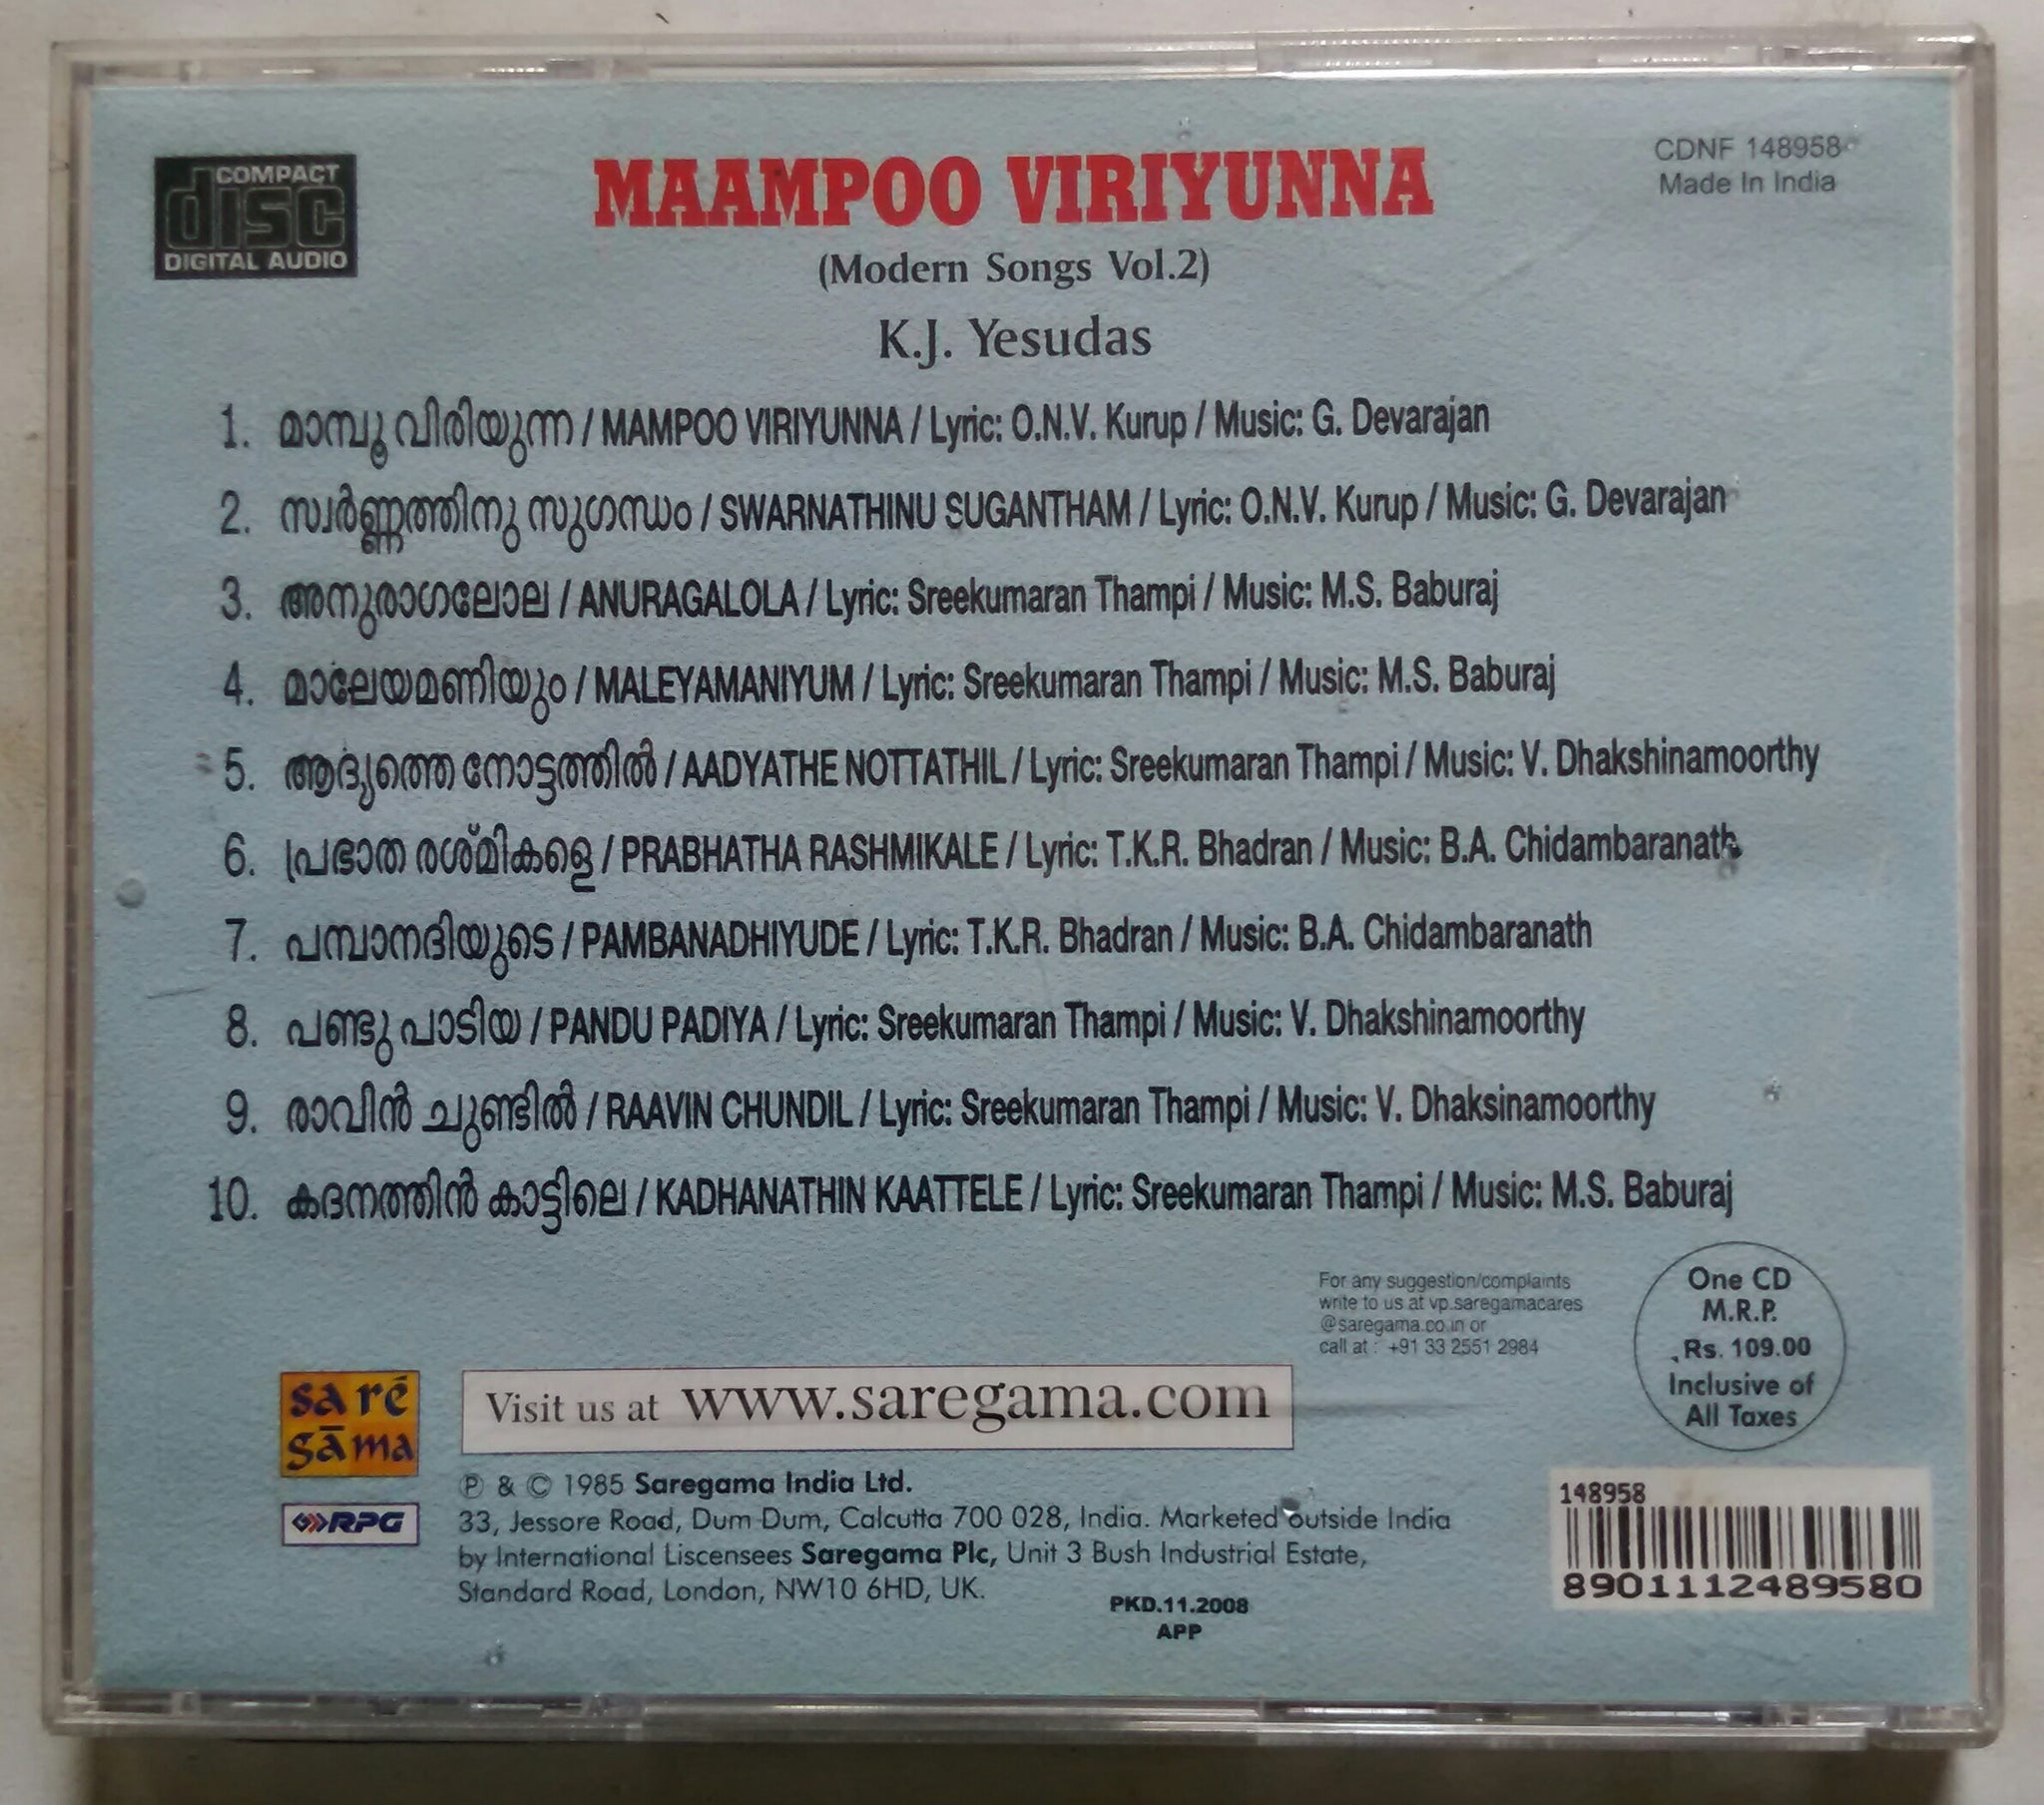 COMPACT
disc
DIGITAL AUDIO
MAAMPOO VIRIYUNNA
(Modern Songs Vol.2)
K.J. Yesudas
CDNF 148958
Made In India
1. മാമ്പൂ വിരിയുന്ന / MAMPOO VIRIYUNNA / Lyric: O.N.V. Kurup / Music: G. Devarajan
2. സ്വർണ്ണത്തിനു സുഗന്ധം / SWARNATHINU SUGANTHAM / Lyric: O.N.V. Kurup / Music: G. Devarajan
3. അനുരാഗലോല / ANURAGALOLA / Lyric: Sreekumaran Thampi / Music: M.S. Baburaj
4. മാലേയമണിയും / MALEYAMANIYUM / Lyric: Sreekumaran Thampi / Music: M.S. Baburaj
5. ആദ്യത്തെ നോട്ടത്തിൽ / AADYATHE NOTTATHIL / Lyric: Sreekumaran Thampi / Music: V. Dhakshinamoorthy
6. പ്രഭാത രശ്മികളെ / PRABHATHA RASHMIKALE / Lyric: T.K.R. Bhadran / Music: B.A. Chidambaranath
7. പമ്പാനദിയുടെ / PAMBANADHIYUDE / Lyric: T.K.R. Bhadran / Music: B.A. Chidambaranath
8. പണ്ടു പാടിയ / PANDU PADIYA / Lyric: Sreekumaran Thampi / Music: V. Dhakshinamoorthy
9. രാവിൻ ചുണ്ടിൽ / RAAVIN CHUNDIL / Lyric: Sreekumaran Thampi / Music: V. Dhaksinamoorthy
10. കദനത്തിൻ കാട്ടിലെ / KADHANATHIN KAATTELE / Lyric: Sreekumaran Thampi / Music: M.S. Baburaj
For any suggestion/complaints
write to us at vp.saregamacares
@saregama.co.in or
call at : +91 33 2551 2984
One CD
M.R.P.
Rs. 109.00
Inclusive of
All Taxes
sa ré
gāma
RPG
Visit us at www.saregama.com
℗ & © 1985 Saregama India Ltd.
33, Jessore Road, Dum Dum, Calcutta 700 028, India. Marketed outside India
by International Liscensees Saregama Plc, Unit 3 Bush Industrial Estate,
Standard Road, London, NW10 6HD, UK.
PKD.11.2008
APP
148958
8901112489580